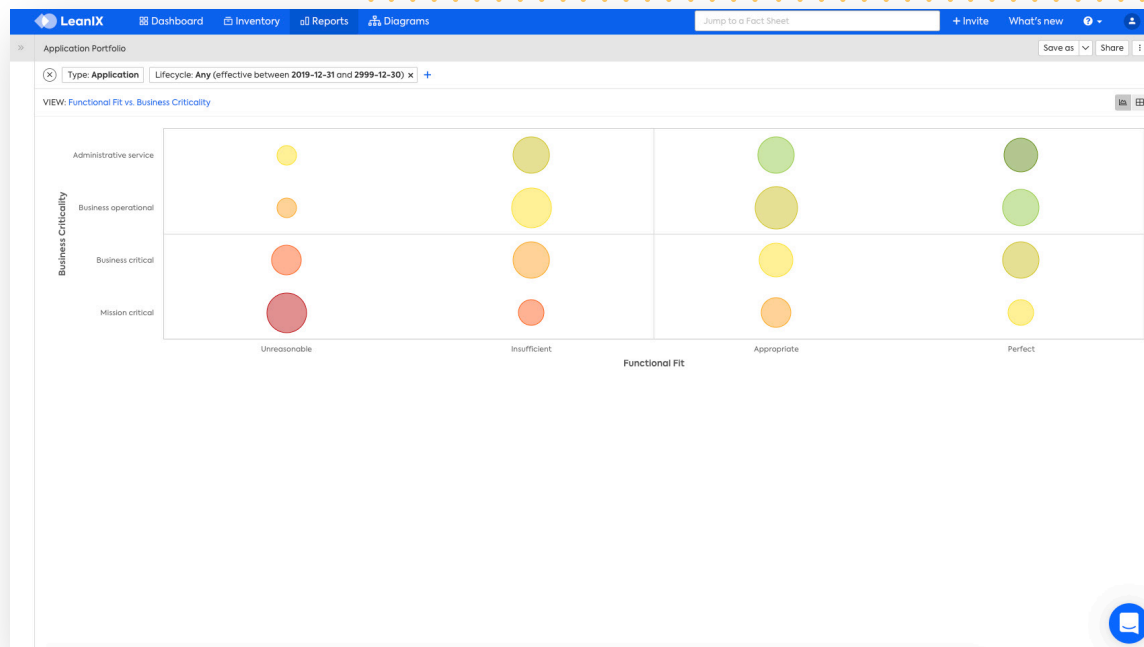 LeanIX Dashboard Inventory Reports Diagrams Jump to a Fact Sheet + Invite What's new
Application Portfolio Save as Share
Type: Application Lifecycle: Any (effective between 2019-12-31 and 2999-12-30) x +
VIEW: Functional Fit vs. Business Criticality
Business Criticality
Administrative service
Business operational
Business critical
Mission critical
Unreasonable Insufficient Appropriate Perfect
Functional Fit